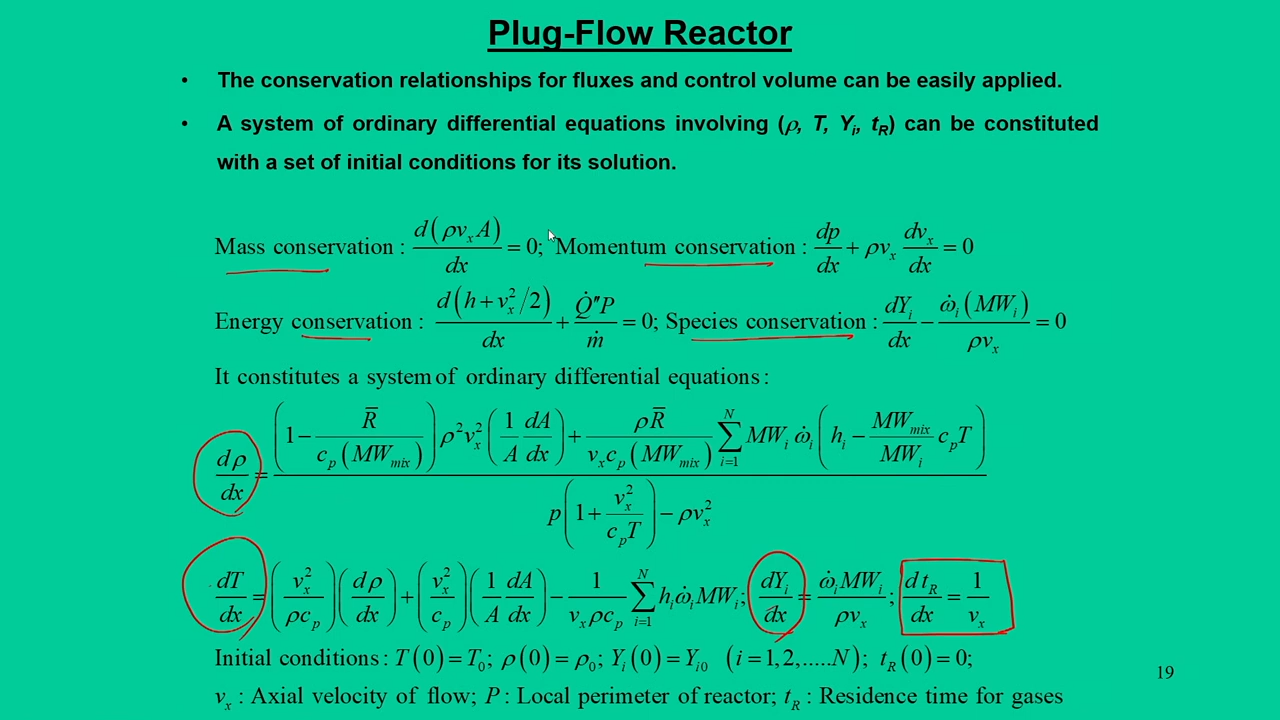 Plug-Flow Reactor
• The conservation relationships for fluxes and control volume can be easily applied.
• A system of ordinary differential equations involving (ρ, T, Yᵢ, t_R) can be constituted
with a set of initial conditions for its solution.
Mass conservation : d(ρvₓA)/dx = 0; Momentum conservation : dp/dx + ρvₓ dvₓ/dx = 0
Energy conservation : d(h + vₓ²/2)/dx + Q̇″P/ṁ = 0; Species conservation : dYᵢ/dx − ω̇ᵢ(MWᵢ)/ρvₓ = 0
It constitutes a system of ordinary differential equations :
dρ/dx = [(1 − R̅/(c_p(MW_mix))) ρ²vₓ² (1/A dA/dx) + ρR̅/(vₓc_p(MW_mix)) Σ_{i=1}^{N} MWᵢ ω̇ᵢ (hᵢ − MW_mix/MWᵢ c_pT)] / [p(1 + vₓ²/(c_pT)) − ρvₓ²]
dT/dx = (vₓ²/(ρc_p)) (dρ/dx) + (vₓ²/c_p) (1/A dA/dx) − 1/(vₓρc_p) Σ_{i=1}^{N} hᵢω̇ᵢMWᵢ; dYᵢ/dx = ω̇ᵢMWᵢ/ρvₓ; dt_R/dx = 1/vₓ
Initial conditions : T(0) = T₀; ρ(0) = ρ₀; Yᵢ(0) = Yᵢ₀ (i = 1,2,.....N); t_R(0) = 0;
vₓ : Axial velocity of flow; P : Local perimeter of reactor; t_R : Residence time for gases
19